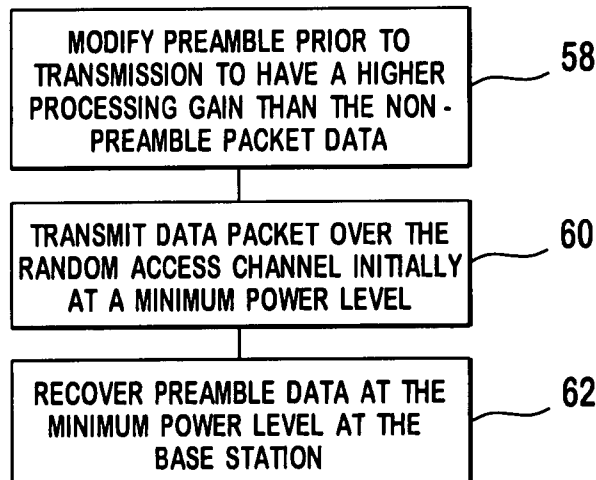 MODIFY PREAMBLE PRIOR TO
TRANSMISSION TO HAVE A HIGHER
PROCESSING GAIN THAN THE NON -
PREAMBLE PACKET DATA
58
TRANSMIT DATA PACKET OVER THE
RANDOM ACCESS CHANNEL INITIALLY
AT A MINIMUM POWER LEVEL
60
RECOVER PREAMBLE DATA AT THE
MINIMUM POWER LEVEL AT THE
BASE STATION
62